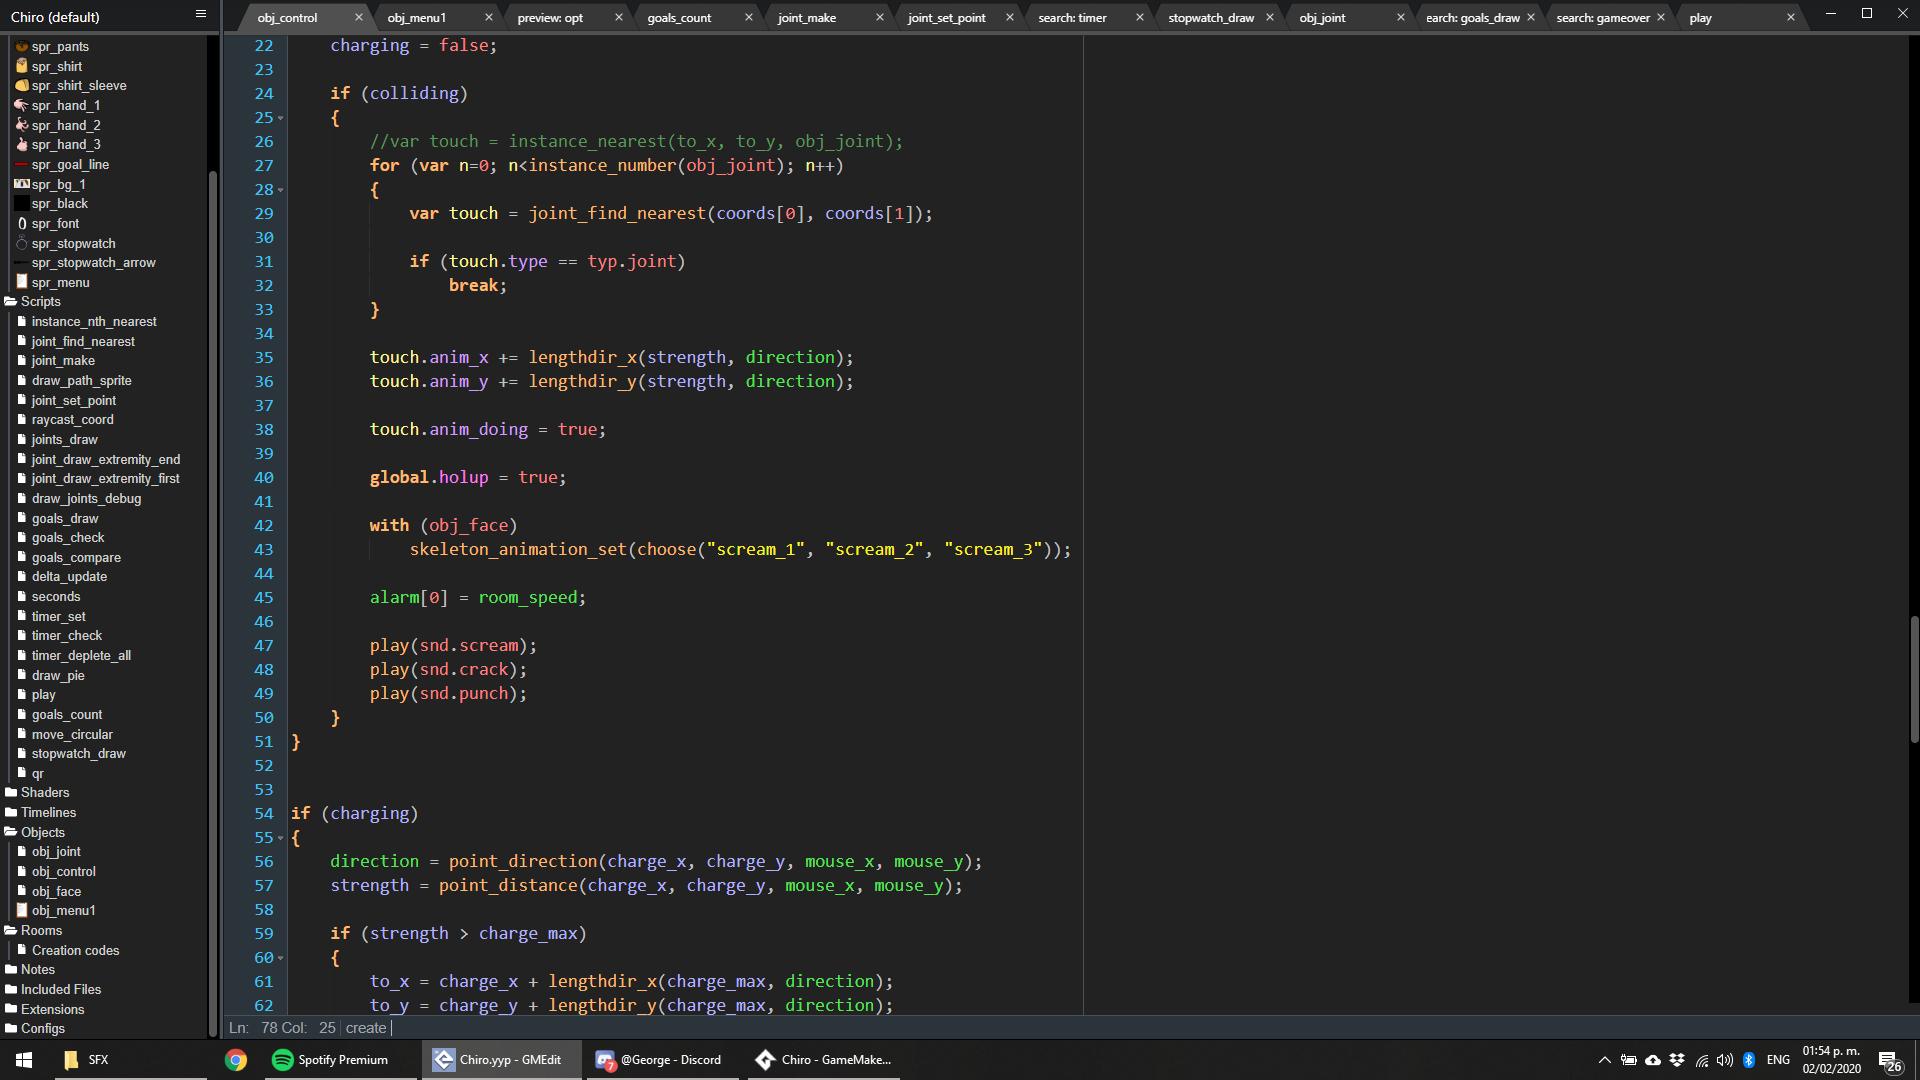 Chiro (default)
obj_control
obj_menu1
preview: opt
goals_count
joint_make
joint_set_point
search: timer
stopwatch_draw
obj_joint
earch: goals_draw
search: gameover
play
spr_pants
spr_shirt
spr_shirt_sleeve
spr_hand_1
spr_hand_2
spr_hand_3
spr_goal_line
spr_bg_1
spr_black
spr_font
spr_stopwatch
spr_stopwatch_arrow
spr_menu
Scripts
instance_nth_nearest
joint_find_nearest
joint_make
draw_path_sprite
joint_set_point
raycast_coord
joints_draw
joint_draw_extremity_end
joint_draw_extremity_first
draw_joints_debug
goals_draw
goals_check
goals_compare
delta_update
seconds
timer_set
timer_check
timer_deplete_all
draw_pie
play
goals_count
move_circular
stopwatch_draw
qr
Shaders
Timelines
Objects
obj_joint
obj_control
obj_face
obj_menu1
Rooms
Creation codes
Notes
Included Files
Extensions
Configs
22 charging = false;
23
24 if (colliding)
25 {
26 //var touch = instance_nearest(to_x, to_y, obj_joint);
27 for (var n=0; n<instance_number(obj_joint); n++)
28 {
29 var touch = joint_find_nearest(coords[0], coords[1]);
30
31 if (touch.type == typ.joint)
32 break;
33 }
34
35 touch.anim_x += lengthdir_x(strength, direction);
36 touch.anim_y += lengthdir_y(strength, direction);
37
38 touch.anim_doing = true;
39
40 global.holup = true;
41
42 with (obj_face)
43 skeleton_animation_set(choose("scream_1", "scream_2", "scream_3"));
44
45 alarm[0] = room_speed;
46
47 play(snd.scream);
48 play(snd.crack);
49 play(snd.punch);
50 }
51 }
52
53
54 if (charging)
55 {
56 direction = point_direction(charge_x, charge_y, mouse_x, mouse_y);
57 strength = point_distance(charge_x, charge_y, mouse_x, mouse_y);
58
59 if (strength > charge_max)
60 {
61 to_x = charge_x + lengthdir_x(charge_max, direction);
62 to_y = charge_y + lengthdir_y(charge_max, direction);
Ln: 78 Col: 25 create
SFX
Spotify Premium
Chiro.yyp - GMEdit
7
@George - Discord
Chiro - GameMake...
ENG
01:54 p. m.
02/02/2020
26